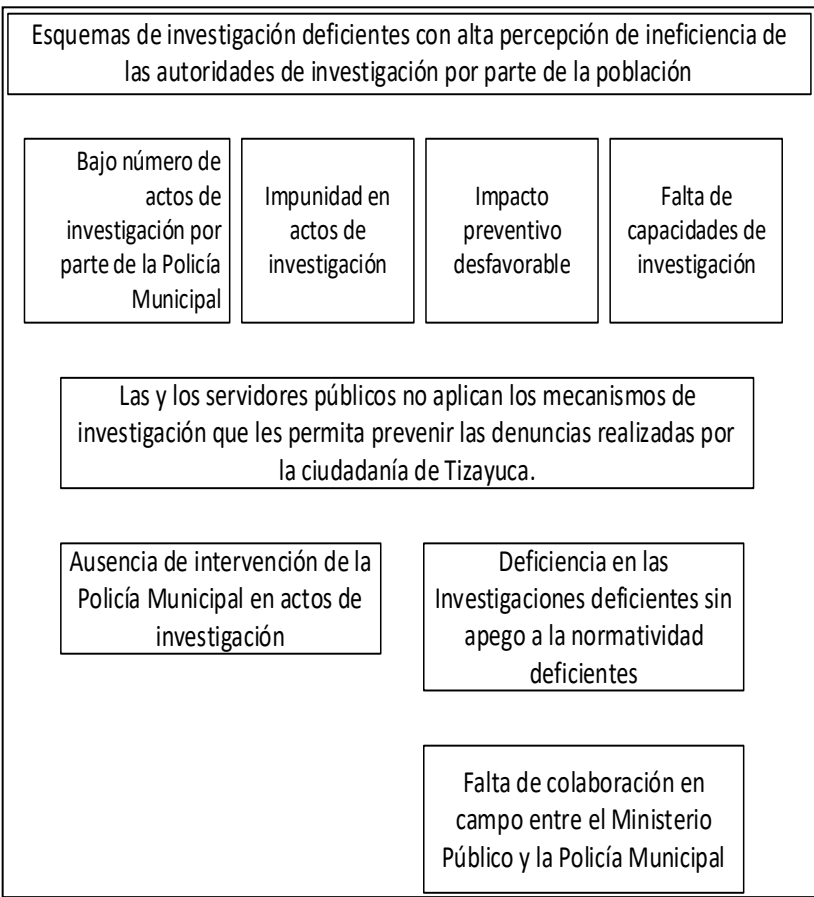 Esquemas de investigación deficientes con alta percepción de ineficiencia de
las autoridades de investigación por parte de la población
Bajo número de
actos de
investigación por
parte de la Policía
Municipal
Impunidad en
actos de
investigación
Impacto
preventivo
desfavorable
Falta de
capacidades de
investigación
Las y los servidores públicos no aplican los mecanismos de
investigación que les permita prevenir las denuncias realizadas por
la ciudadanía de Tizayuca.
Ausencia de intervención de la
Policía Municipal en actos de
investigación
Deficiencia en las
Investigaciones deficientes sin
apego a la normatividad
deficientes
Falta de colaboración en
campo entre el Ministerio
Público y la Policía Municipal